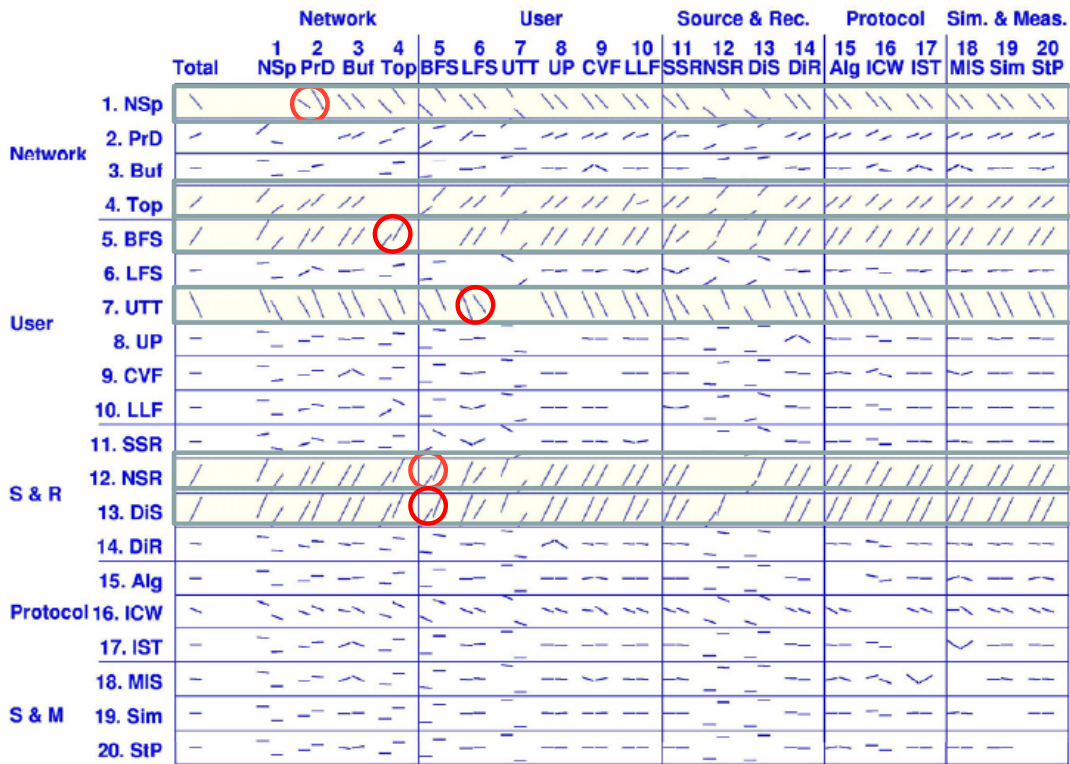 Network User Source & Rec. Protocol Sim. & Meas.
1 2 3 4 5 6 7 8 9 10 11 12 13 14 15 16 17 18 19 20
Total NSp PrD Buf Top BFS LFS UTT UP CVF LLF SSR NSR DiS DiR Alg ICW IST MIS Sim StP
1. NSp
2. PrD
Network
3. Buf
4. Top
5. BFS
6. LFS
7. UTT
User
8. UP
9. CVF
10. LLF
11. SSR
12. NSR
S & R
13. DiS
14. DiR
15. Alg
Protocol 16. ICW
17. IST
18. MIS
S & M 19. Sim
20. StP